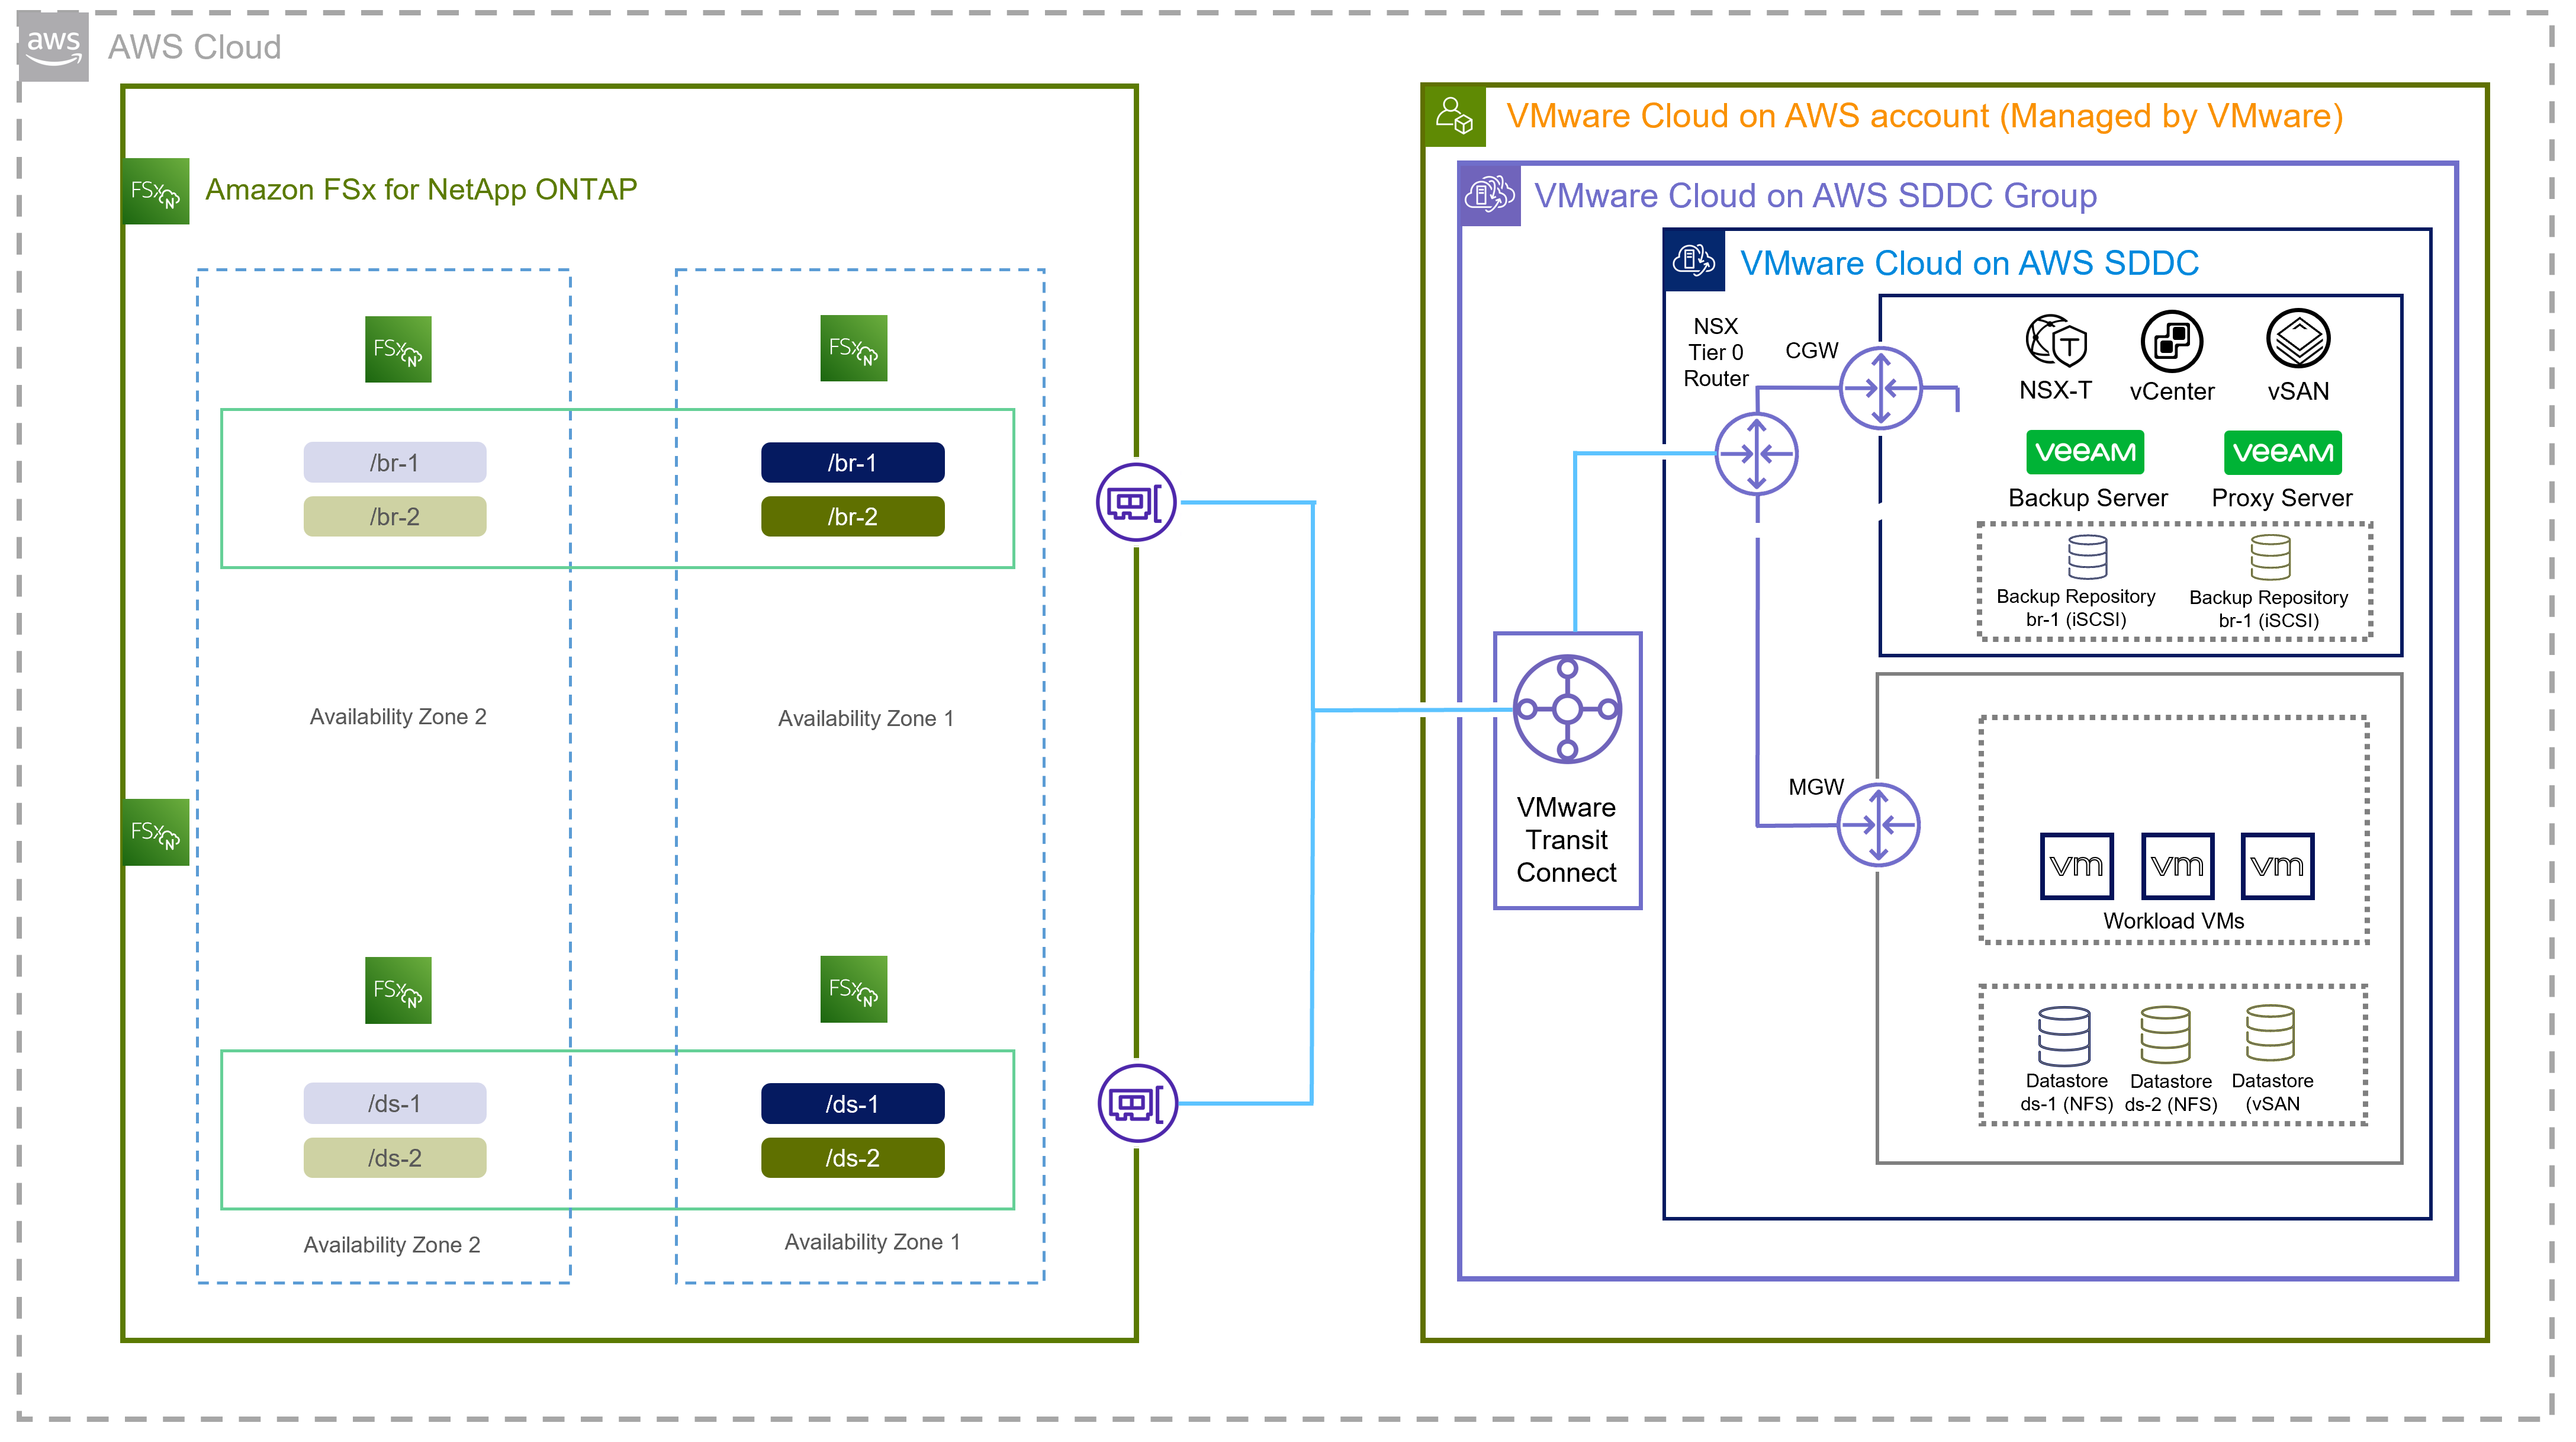 aws
AWS Cloud
FSx
N
Amazon FSx for NetApp ONTAP
FSx
N
FSx
N
/br-1
/br-1
/br-2
/br-2
Availability Zone 2
Availability Zone 1
FSx
N
FSx
N
FSx
N
/ds-1
/ds-1
/ds-2
/ds-2
Availability Zone 2
Availability Zone 1
VMware Cloud on AWS account (Managed by VMware)
VMware Cloud on AWS SDDC Group
VMware Cloud on AWS SDDC
NSX
Tier 0
Router
CGW
MGW
VMware
Transit
Connect
T
NSX-T
vCenter
vSAN
veeAM
veeAM
Backup Server
Proxy Server
Backup Repository
br-1 (iSCSI)
Backup Repository
br-1 (iSCSI)
vm
vm
vm
Workload VMs
Datastore
ds-1 (NFS)
Datastore
ds-2 (NFS)
Datastore
(vSAN